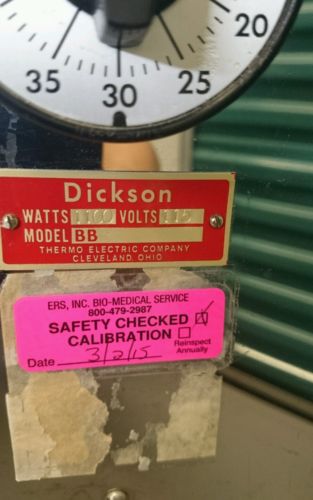 20
35 30 25
Dickson
WATTS 1100 VOLTS 115
MODEL BB
THERMO ELECTRIC COMPANY
CLEVELAND, OHIO
ERS, INC. BIO-MEDICAL SERVICE
800-479-2987
SAFETY CHECKED
CALIBRATION
Reinspect
Annually
Date 3/2/15